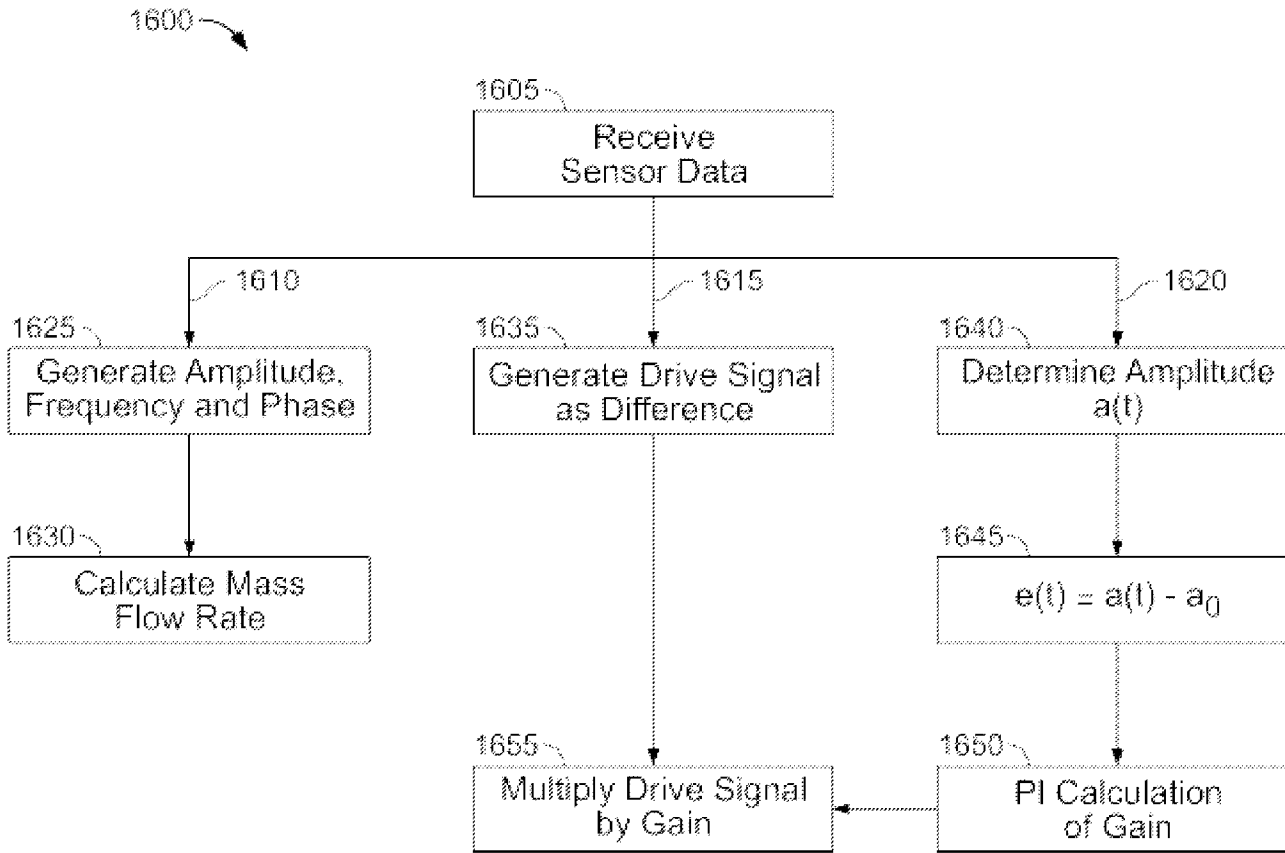 1600
1605
Receive
Sensor Data
1610
1615
1620
1625
Generate Amplitude,
Frequency and Phase
1635
Generate Drive Signal
as Difference
1640
Determine Amplitude
a(t)
1630
Calculate Mass
Flow Rate
1645
e(t) = a(t) - a₀
1655
Multiply Drive Signal
by Gain
1650
PI Calculation
of Gain